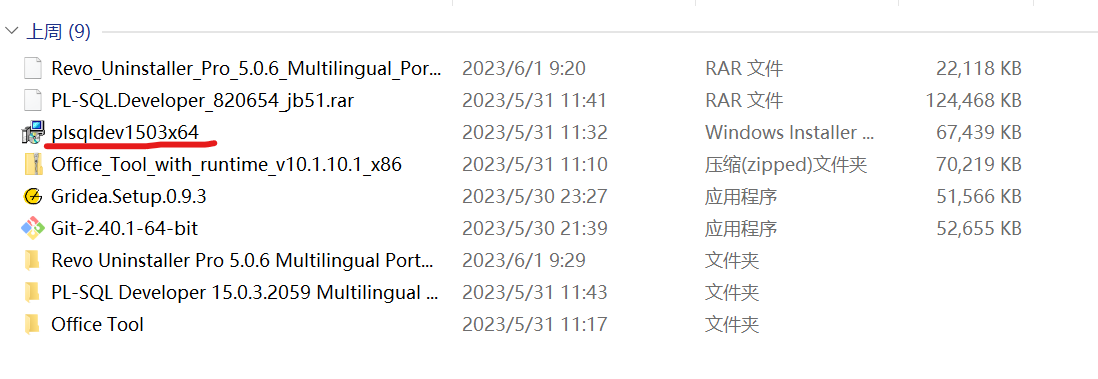 上周 (9)
Revo_Uninstaller_Pro_5.0.6_Multilingual_Por... 2023/6/1 9:20 RAR 文件 22,118 KB
PL-SQL.Developer_820654_jb51.rar 2023/5/31 11:41 RAR 文件 124,468 KB
plsqldev1503x64 2023/5/31 11:32 Windows Installer ... 67,439 KB
Office_Tool_with_runtime_v10.1.10.1_x86 2023/5/31 11:10 压缩(zipped)文件夹 70,219 KB
Gridea.Setup.0.9.3 2023/5/30 23:27 应用程序 51,566 KB
Git-2.40.1-64-bit 2023/5/30 21:39 应用程序 52,655 KB
Revo Uninstaller Pro 5.0.6 Multilingual Port... 2023/6/1 9:29 文件夹
PL-SQL Developer 15.0.3.2059 Multilingual ... 2023/5/31 11:43 文件夹
Office Tool 2023/5/31 11:17 文件夹